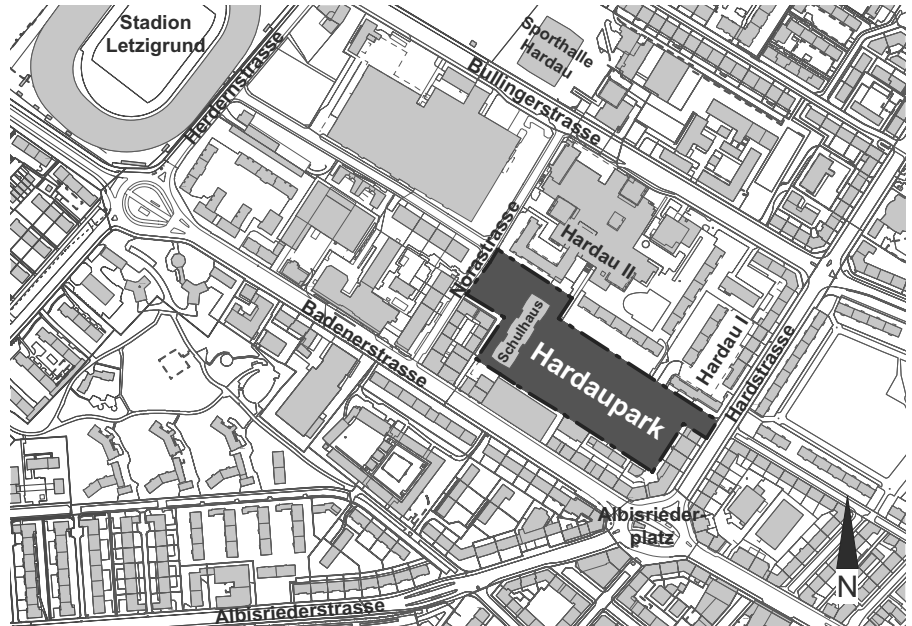 Stadion
Letzigrund
Herdernstrasse
Sporthalle
Hardau
Bullingerstrasse
Norastrasse
Hardau II
Badenerstrasse
Schulhaus
Hardaupark
Hardau I
Hardstrasse
Albisrieder-
platz
Albisriederstrasse
N